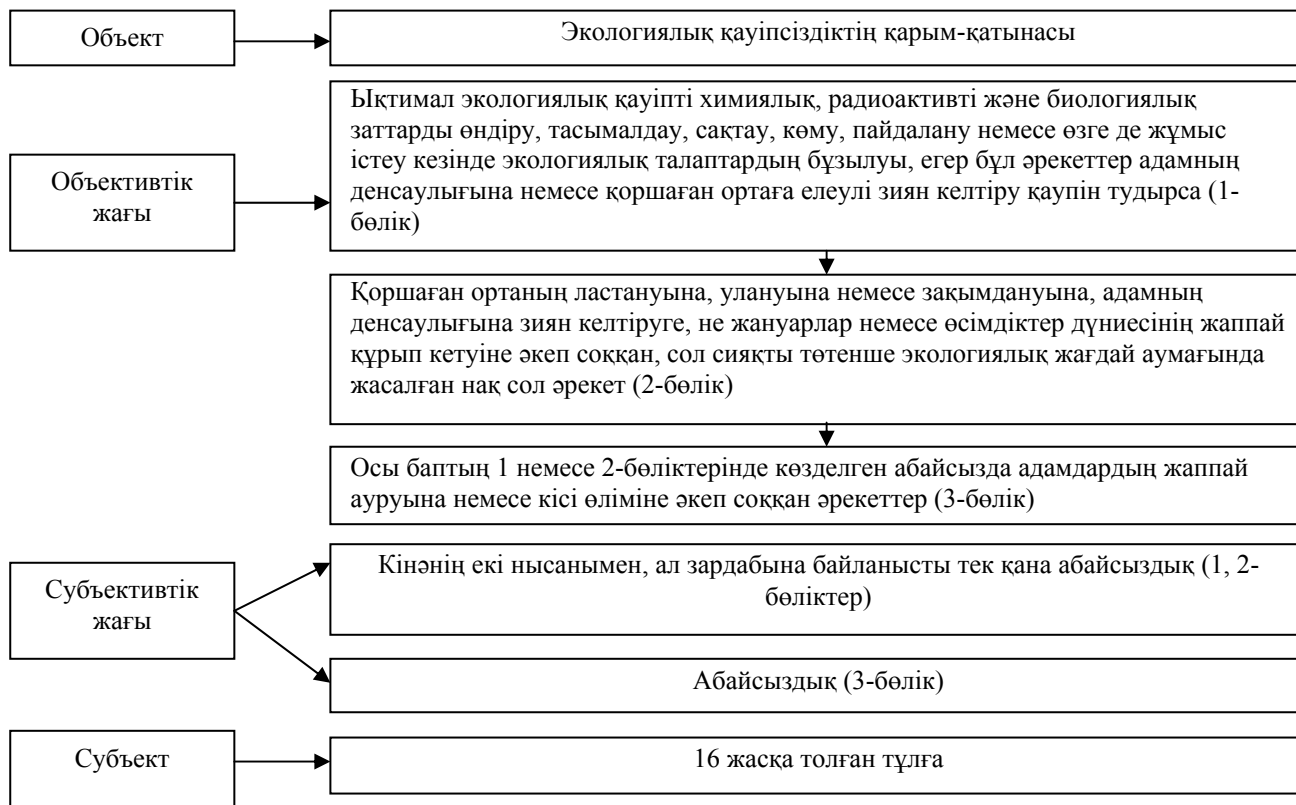 Объект
Экологиялық қауіпсіздіктің қарым-қатынасы
Объективтік
жағы
Ықтимал экологиялық қауіпті химиялық, радиоактивті және биологиялық
заттарды өндіру, тасымалдау, сақтау, көму, пайдалану немесе өзге де жұмыс
істеу кезінде экологиялық талаптардың бұзылуы, егер бұл әрекеттер адамның
денсаулығына немесе қоршаған ортаға елеулі зиян келтіру қаупін тудырса (1-
бөлік)
Қоршаған ортаның ластануына, улануына немесе зақымдануына, адамның
денсаулығына зиян келтіруге, не жануарлар немесе өсімдіктер дүниесінің жаппай
құрып кетуіне әкеп соққан, сол сияқты төтенше экологиялық жағдай аумағында
жасалған нақ сол әрекет (2-бөлік)
Осы баптың 1 немесе 2-бөліктерінде көзделген абайсызда адамдардың жаппай
ауруына немесе кісі өліміне әкеп соққан әрекеттер (3-бөлік)
Субъективтік
жағы
Кінәнің екі нысанымен, ал зардабына байланысты тек қана абайсыздық (1, 2-
бөліктер)
Абайсыздық (3-бөлік)
Субъект
16 жасқа толған тұлға